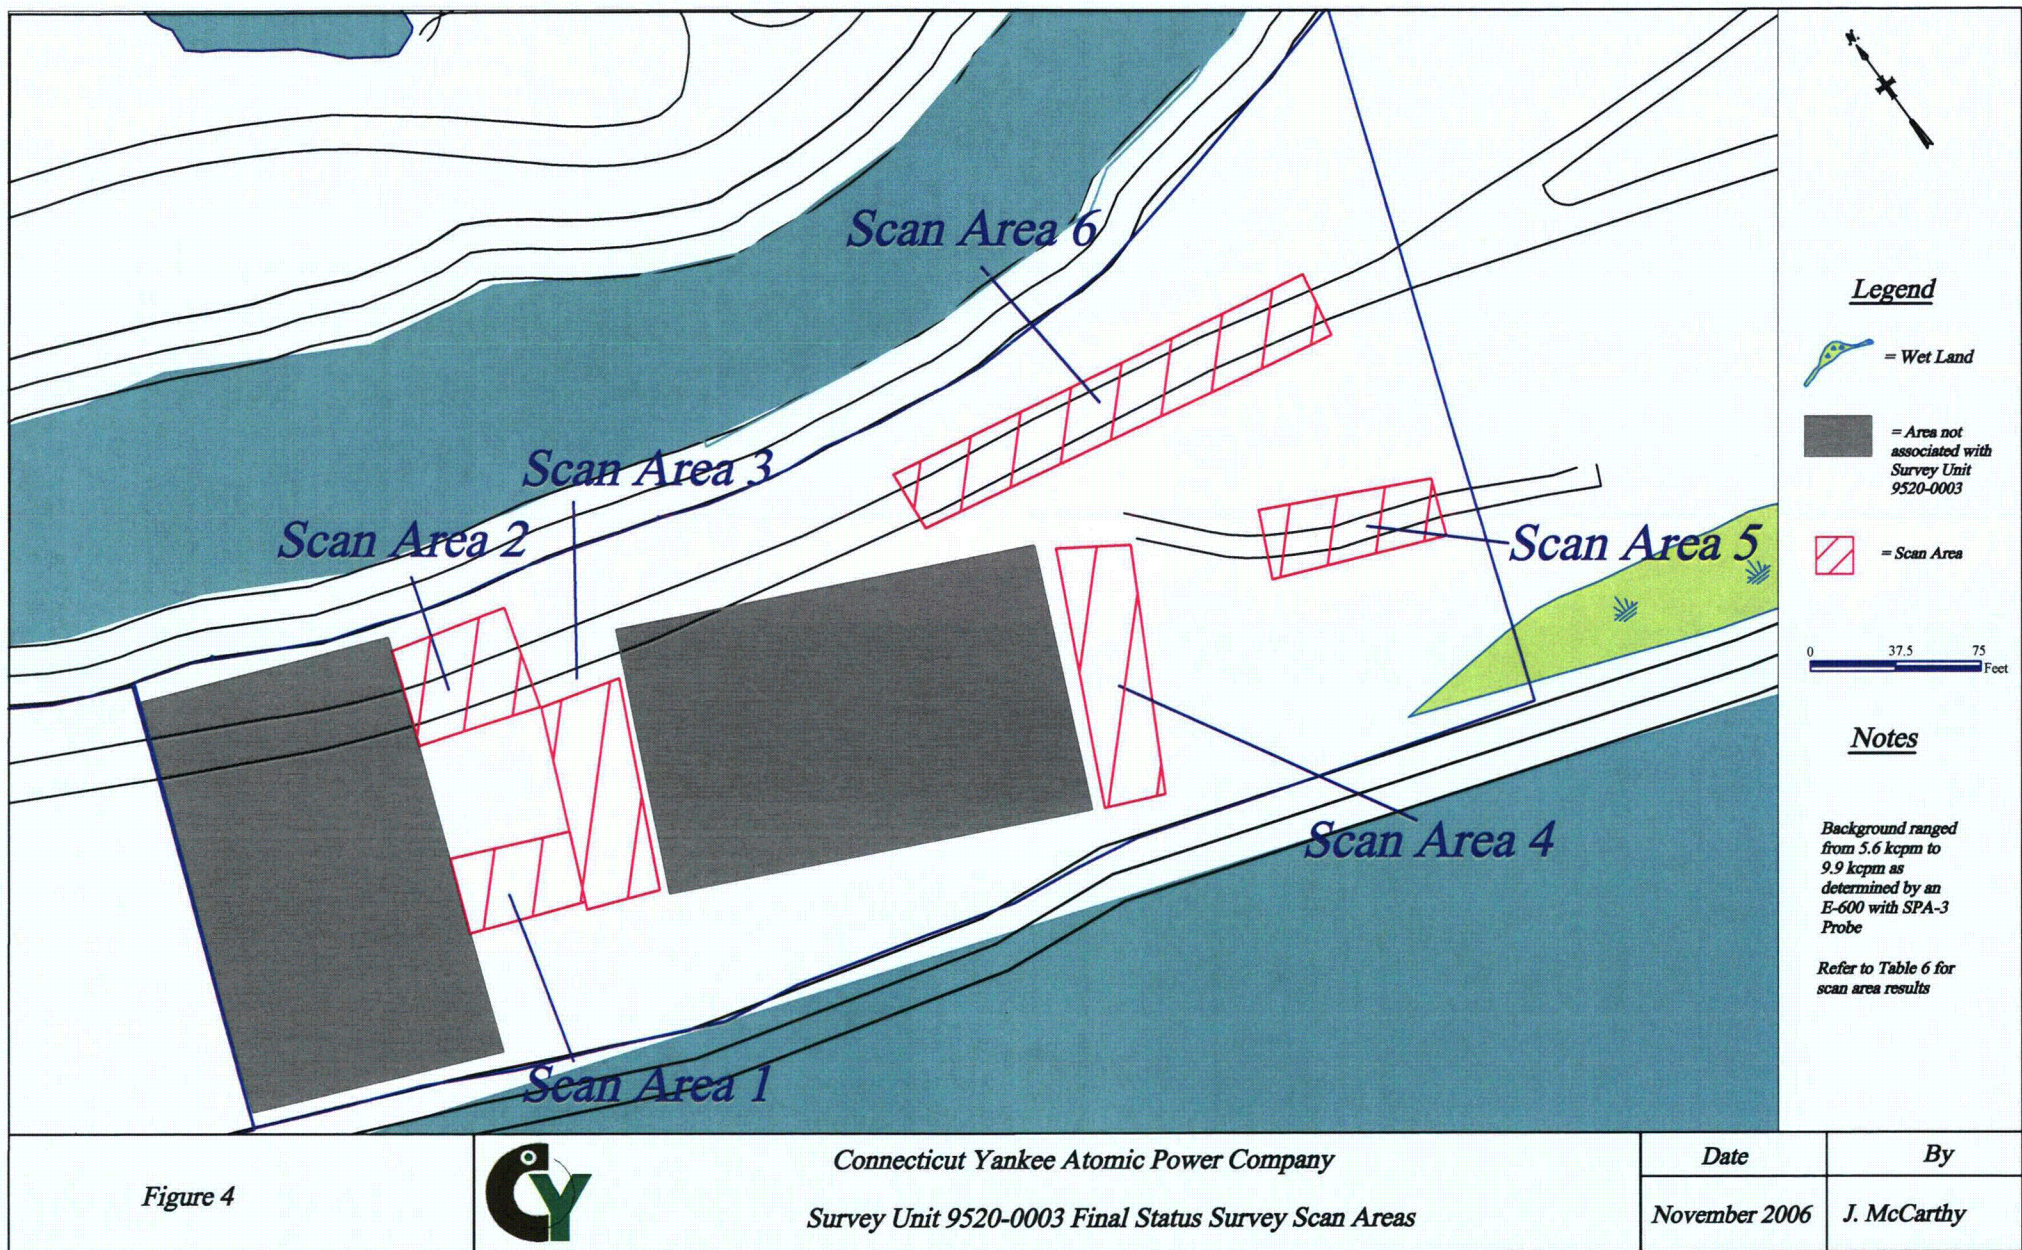 N
Scan Area 6
Scan Area 3
Scan Area 2
Scan Area 5
Scan Area 4
Scan Area 1
Legend
= Wet Land
= Area not
associated with
Survey Unit
9520-0003
= Scan Area
0 37.5 75
Feet
Notes
Background ranged
from 5.6 kcpm to
9.9 kcpm as
determined by an
E-600 with SPA-3
Probe
Refer to Table 6 for
scan area results
Figure 4
CY
Connecticut Yankee Atomic Power Company
Survey Unit 9520-0003 Final Status Survey Scan Areas
Date
November 2006
By
J. McCarthy